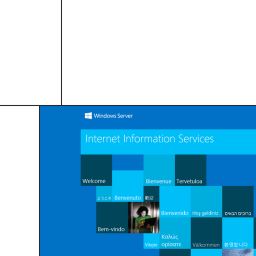 Windows Server
Internet Information Services
Welcome
Bienvenue
Tervetuloa
ようこそ
Benvenuto
歓迎
Bienvenido
Hoş geldiniz
ברוכים הבאים
Bem-vindo
Vítejte
Καλώς
ορίσατε
Välkommen
환영합니다